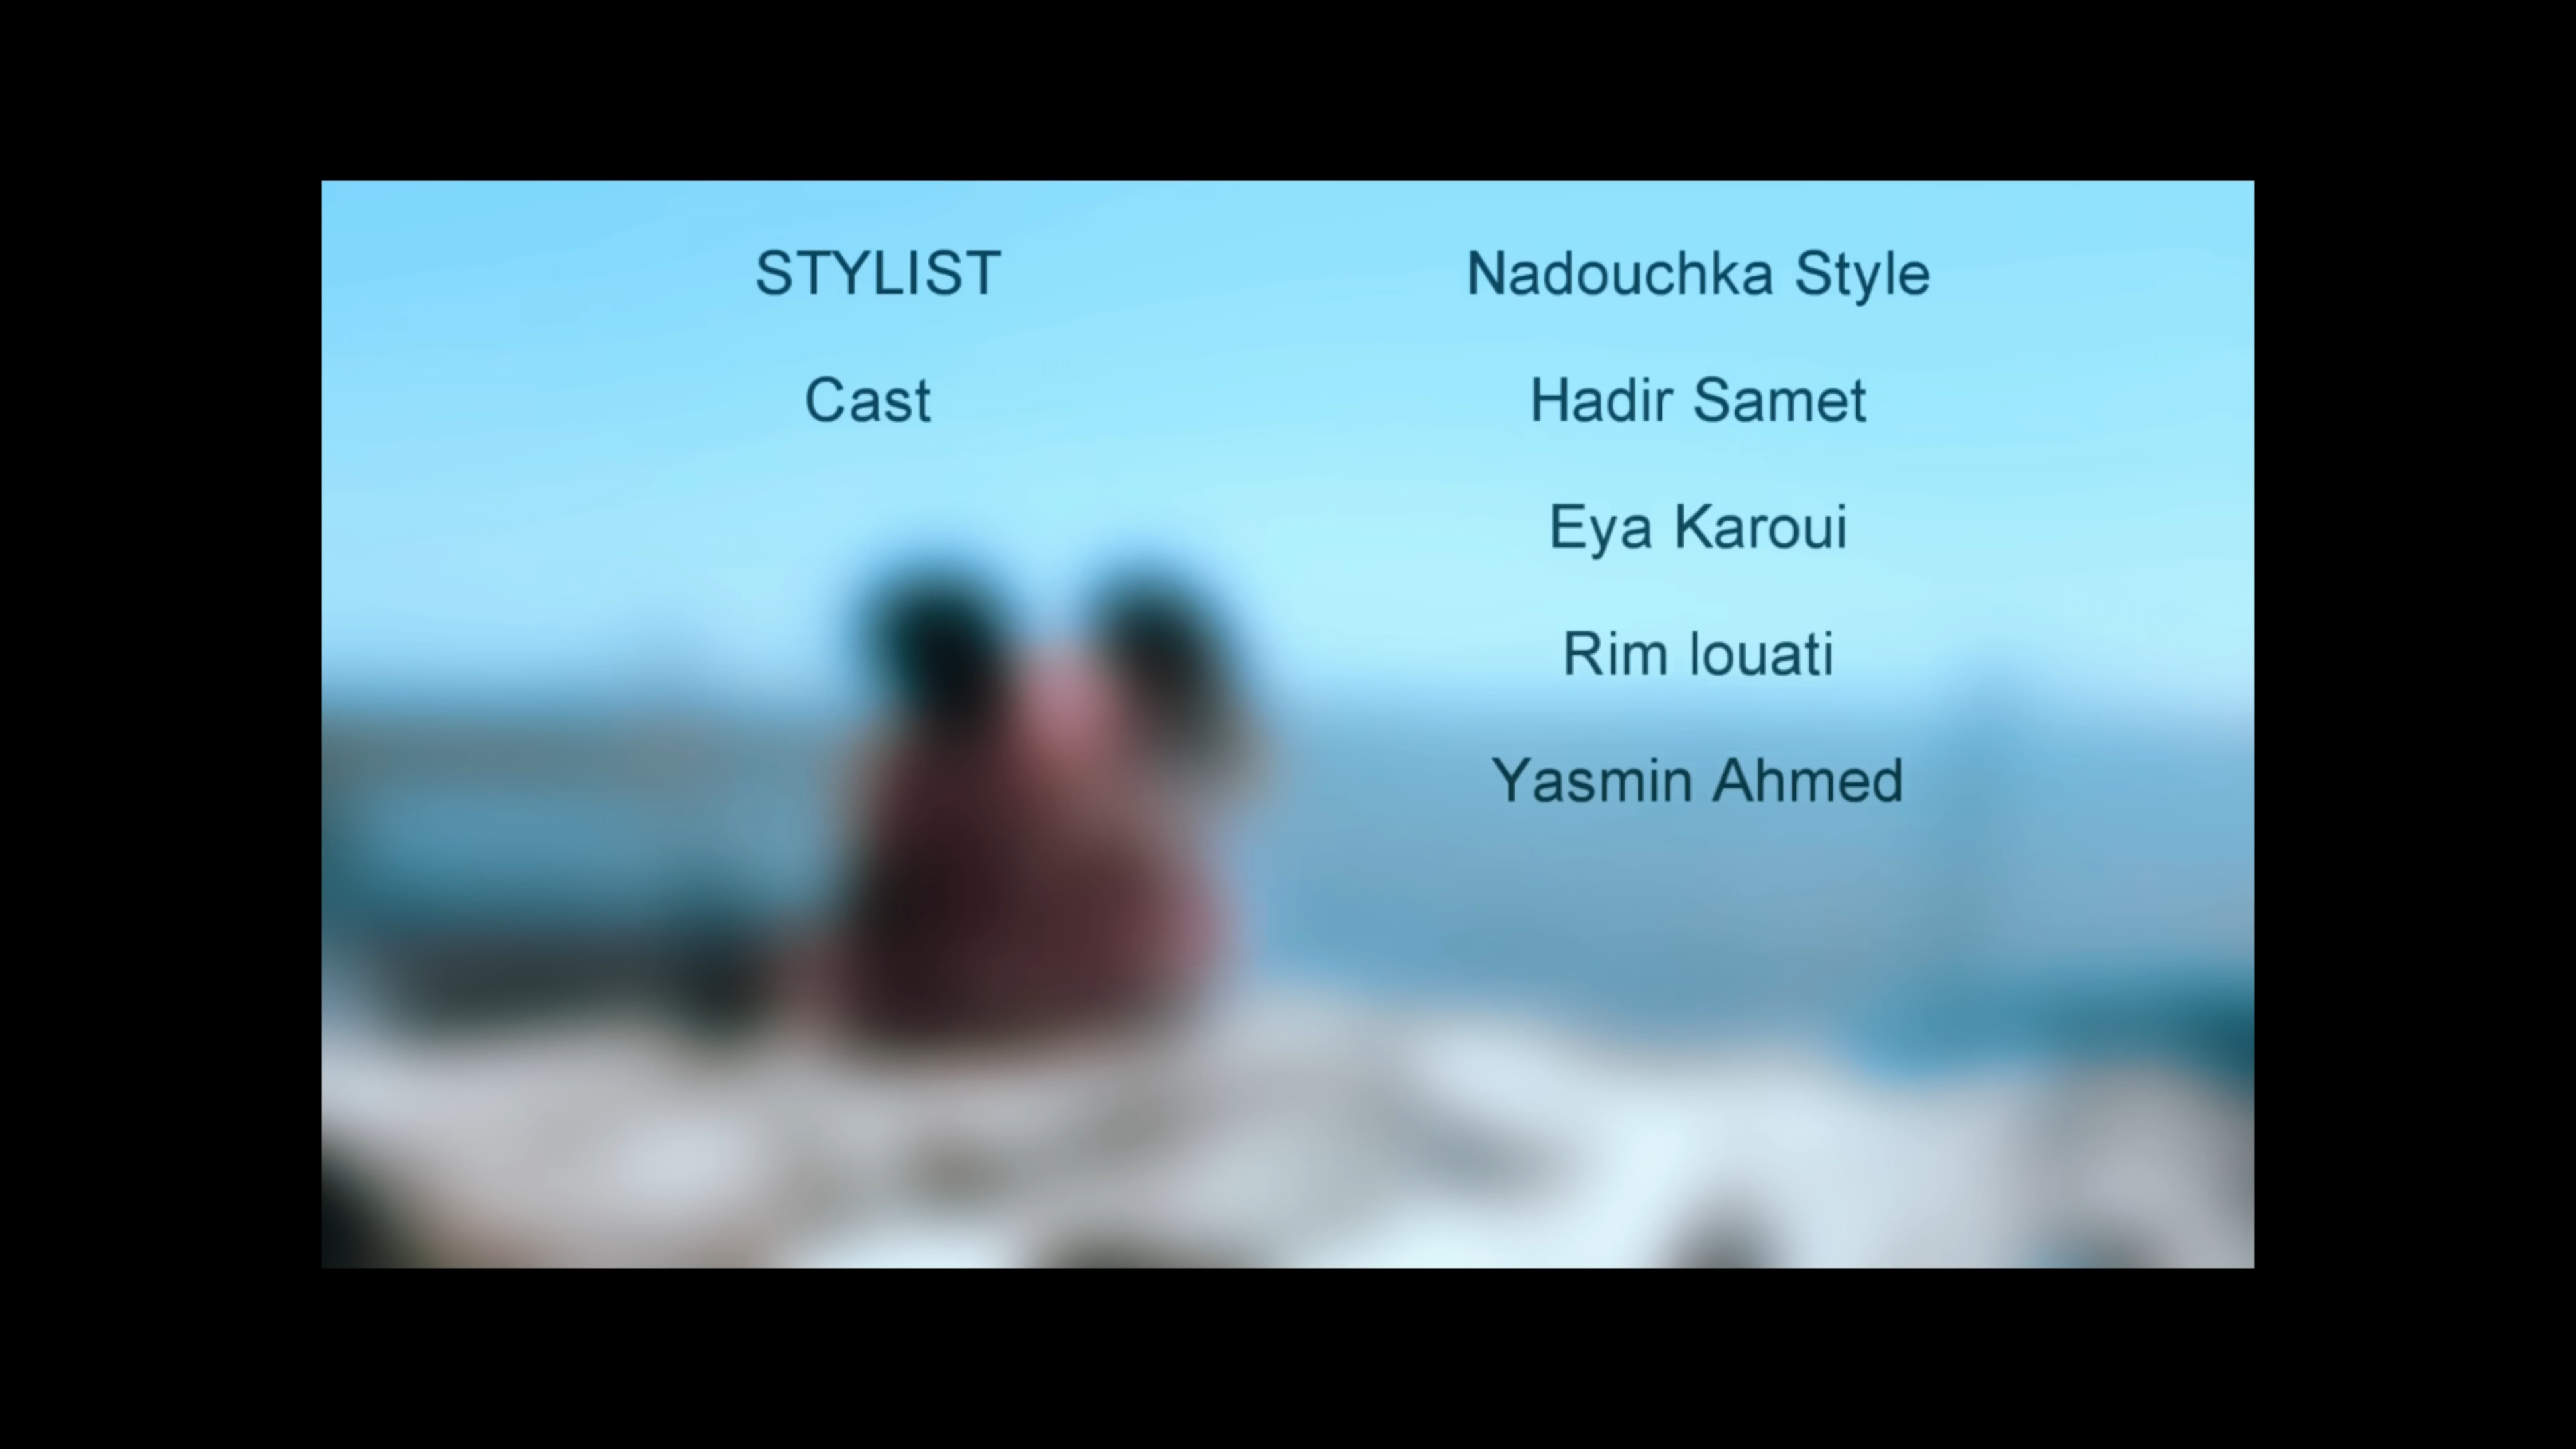 STYLIST Nadouchka Style
Cast Hadir Samet
Eya Karoui
Rim louati
Yasmin Ahmed